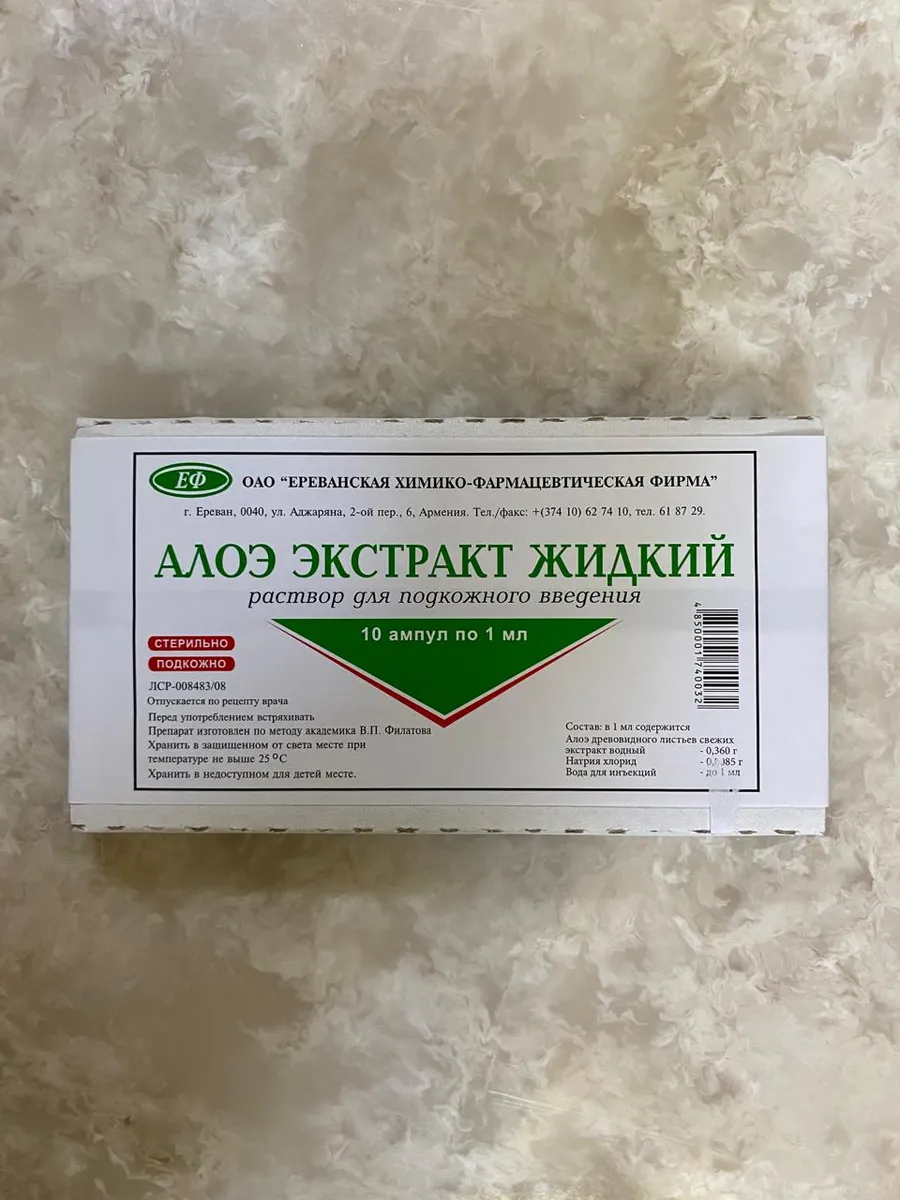 ЕФ ОАО “ЕРЕВАНСКАЯ ХИМИКО-ФАРМАЦЕВТИЧЕСКАЯ ФИРМА”
г. Ереван, 0040, ул. Аджаряна, 2-ой пер., 6, Армения. Тел./факс: +(374 10) 62 74 10, тел. 61 87 29.
АЛОЭ ЭКСТРАКТ ЖИДКИЙ
раствор для подкожного введения
10 ампул по 1 мл
4850001740032
СТЕРИЛЬНО
ПОДКОЖНО
ЛСР-008483/08
Отпускается по рецепту врача
Перед употреблением встряхивать
Препарат изготовлен по методу академика В.П. Филатова
Хранить в защищенном от света месте при
температуре не выше 25 °С
Хранить в недоступном для детей месте.
Состав: в 1 мл содержится
Алоэ древовидного листьев свежих
экстракт водный - 0,360 г
Натрия хлорид
Вода для инъекций - до 1 мл